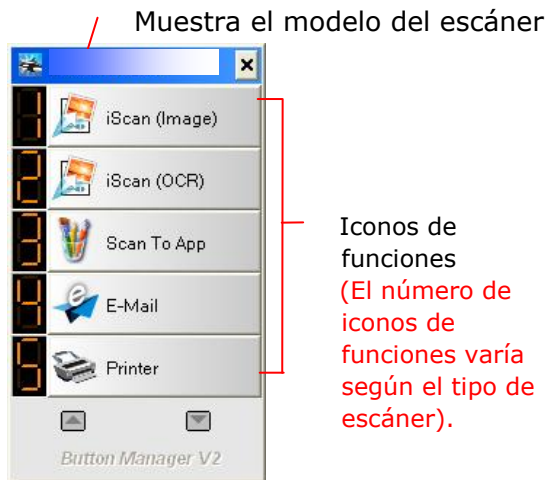 Muestra el modelo del escáner
1 iScan (Image)
2 iScan (OCR)
3 Scan To App
4 E-Mail
5 Printer
Button Manager V2
Iconos de
funciones
(El número de
iconos de
funciones varía
según el tipo de
escáner).